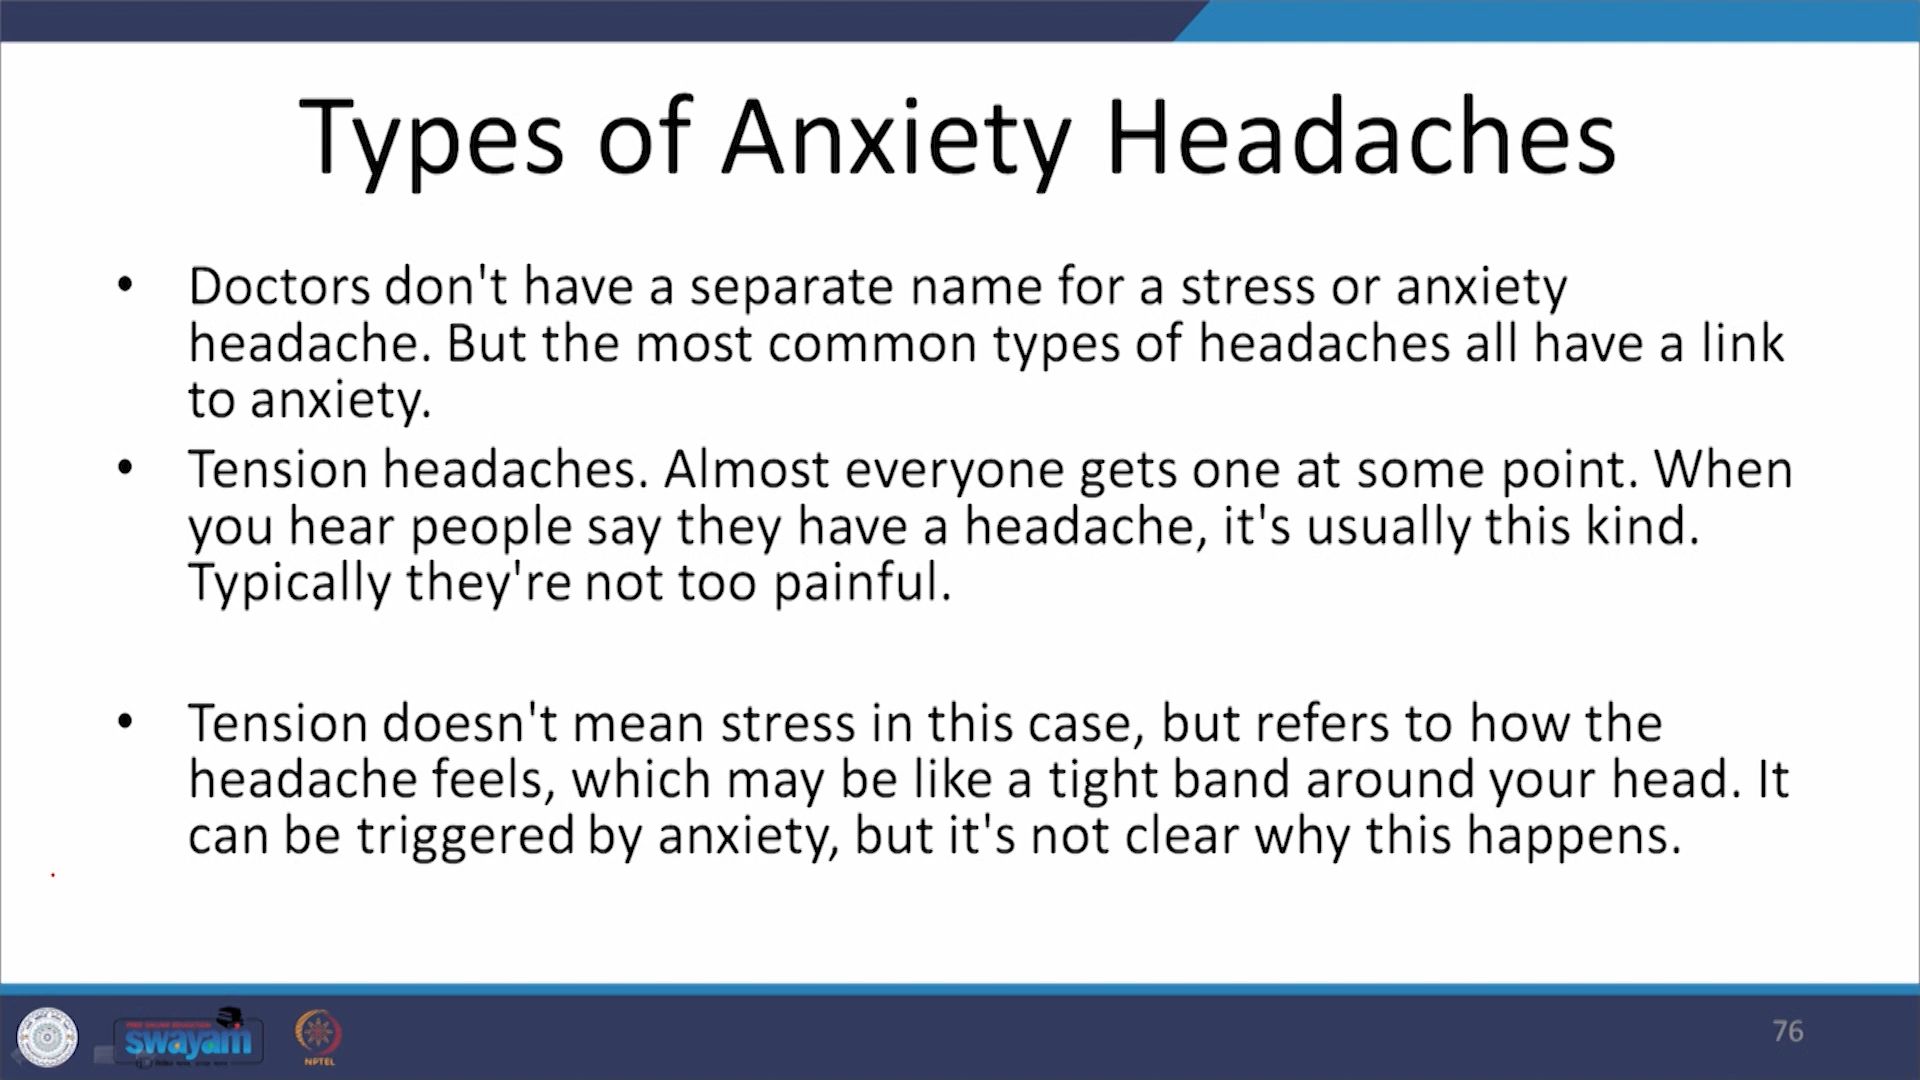 Types of Anxiety Headaches
• Doctors don't have a separate name for a stress or anxiety
headache. But the most common types of headaches all have a link
to anxiety.
• Tension headaches. Almost everyone gets one at some point. When
you hear people say they have a headache, it's usually this kind.
Typically they're not too painful.
• Tension doesn't mean stress in this case, but refers to how the
headache feels, which may be like a tight band around your head. It
can be triggered by anxiety, but it's not clear why this happens.
FREE ONLINE EDUCATION
swayam
NPTEL
76